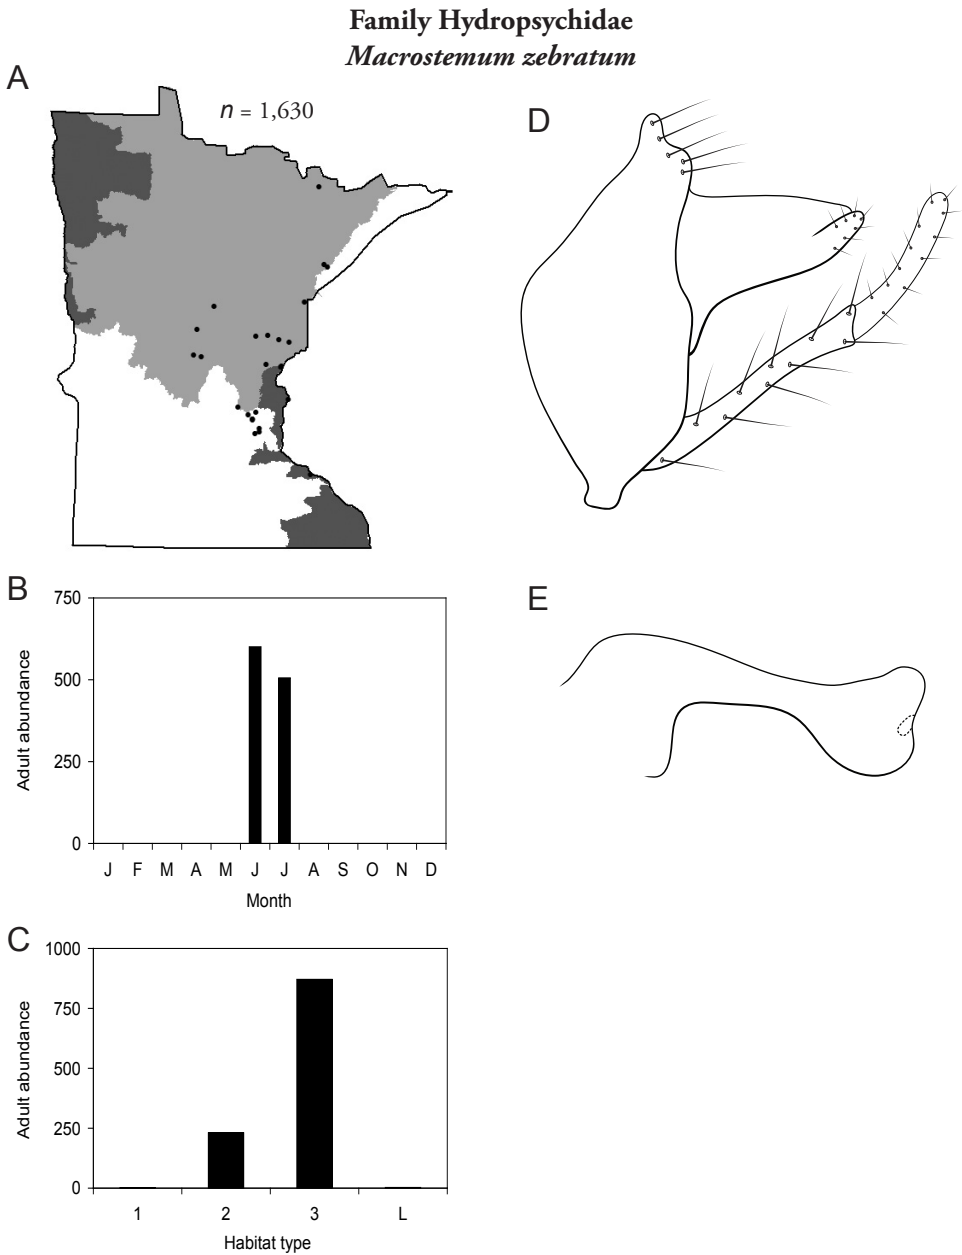 Family Hydropsychidae
Macrostemum zebratum
A
n = 1,630
D
B
750
500
250
0
Adult abundance
J F M A M J J A S O N D
Month
E
C
1000
750
500
250
0
Adult abundance
1 2 3 L
Habitat type